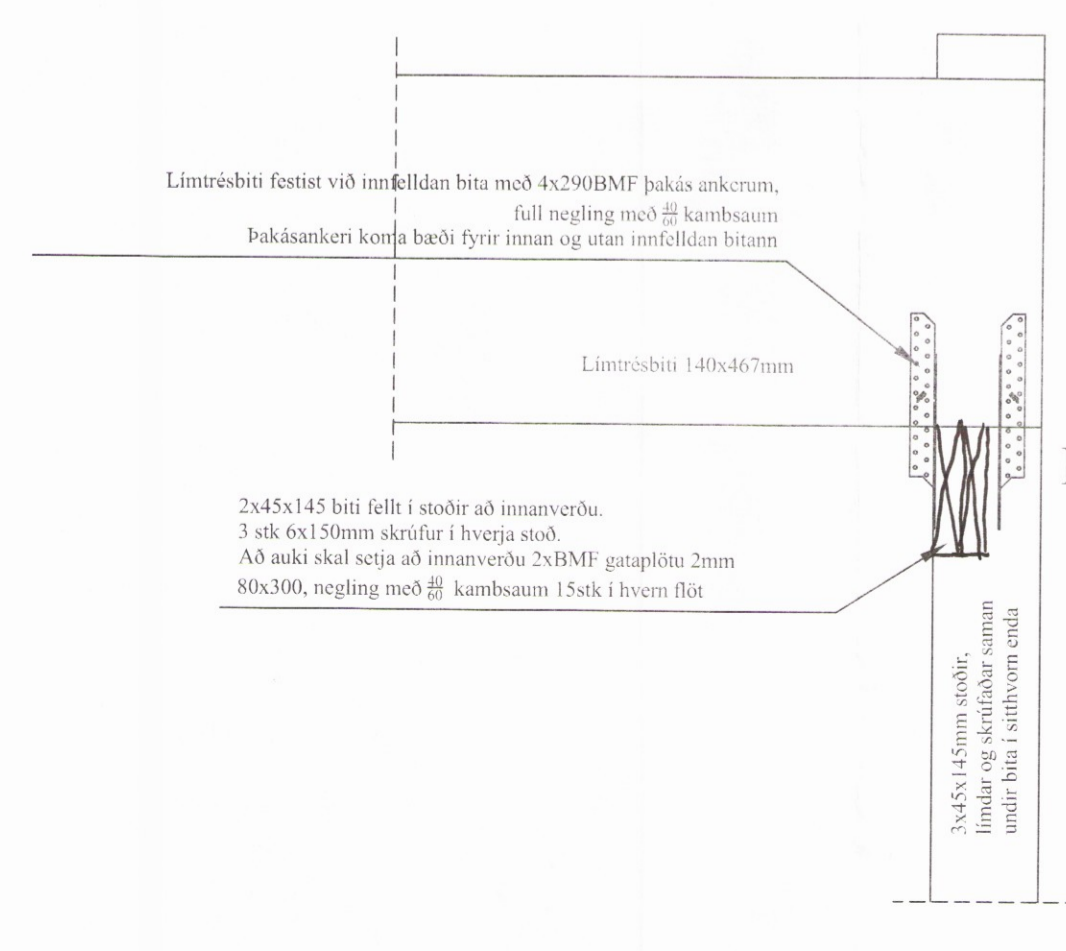 Límtrésbiti festist við innfelldan bita með 4x290BMF þakás ankerum,
full negling með 40/60 kambsaum
Þakásankeri koma bæði fyrir innan og utan innfelldan bitann
Límtrésbiti 140x467mm
2x45x145 biti fellt í stoðir að innanverðu.
3 stk 6x150mm skrúfur í hverja stoð.
Að auki skal setja að innanverðu 2xBMF gataplötu 2mm
80x300, negling með 40/60 kambsaum 15stk í hvern flöt
3x45x145mm stoðir,
límdar og skrúfaðar saman
undir bita í sitthvorn enda